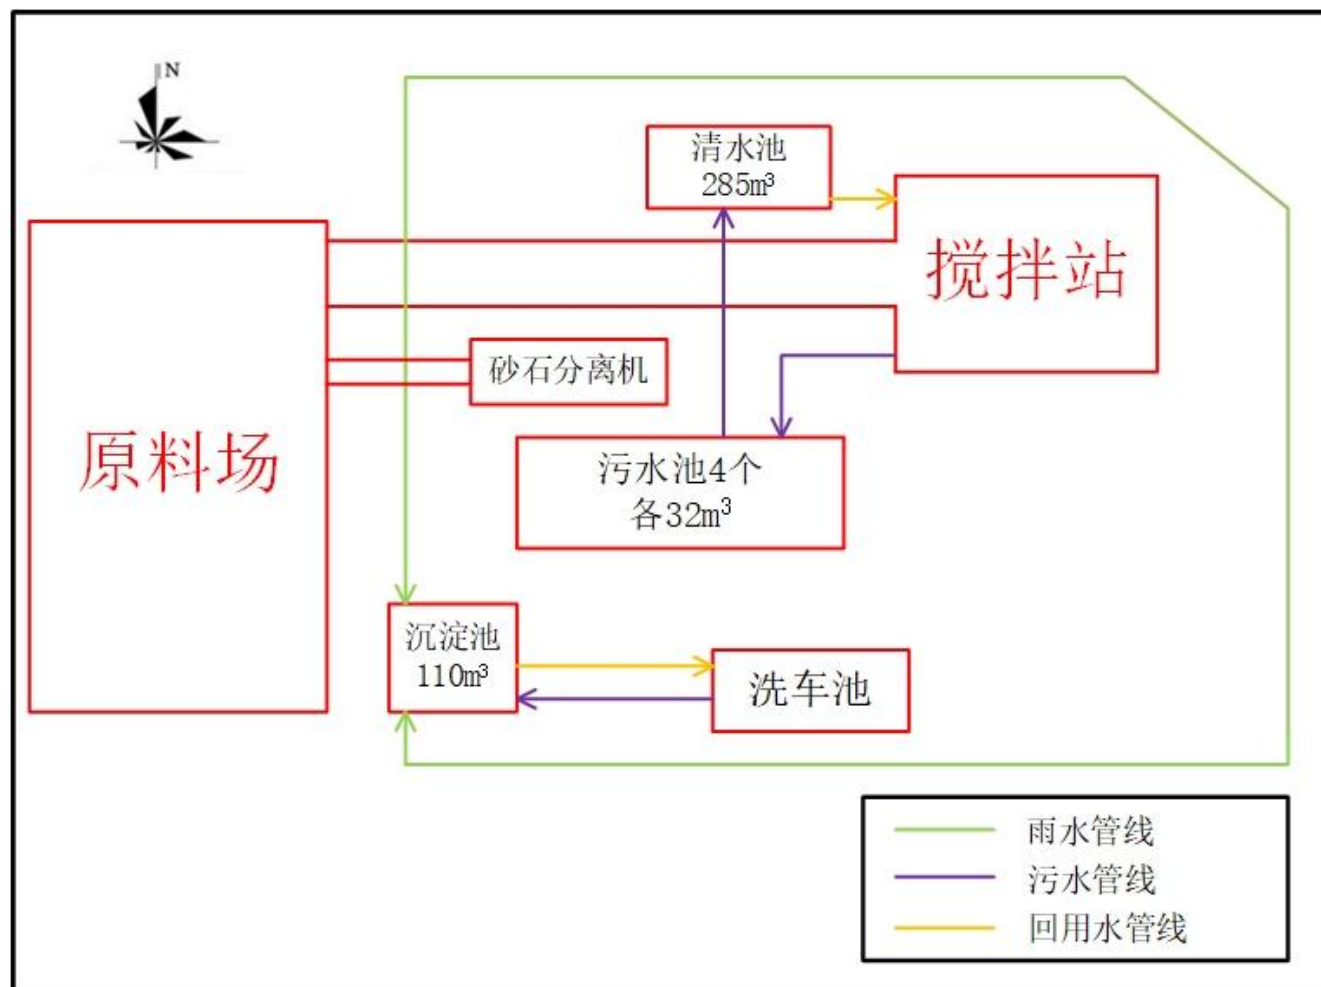 N
清水池
285m³
搅拌站
砂石分离机
原料场
污水池4个
各32m³
沉淀池
110m³
洗车池
雨水管线
污水管线
回用水管线